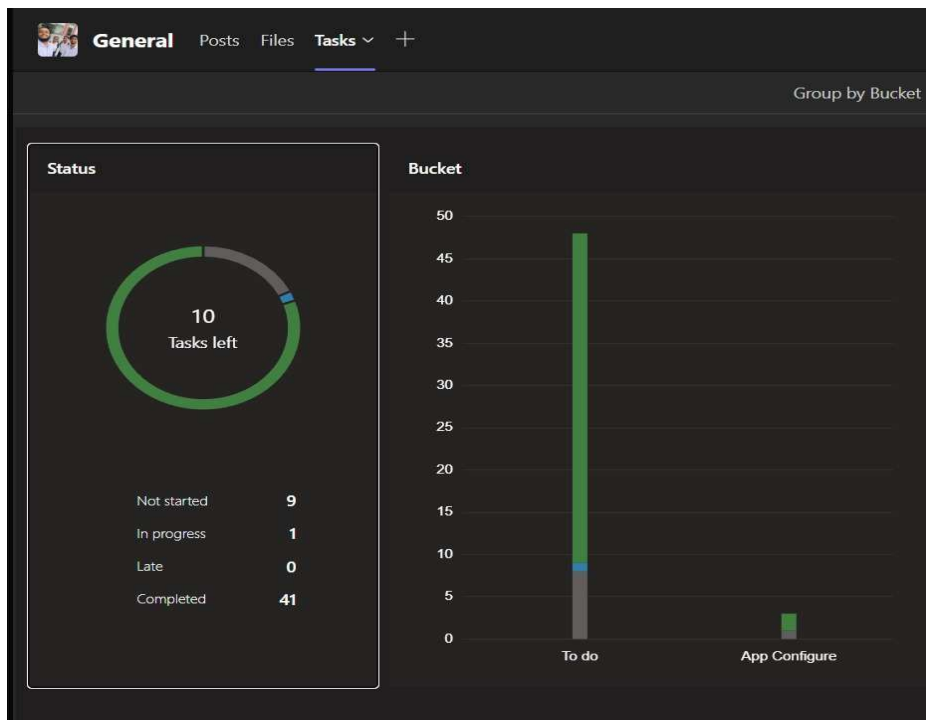 General Posts Files Tasks
Group by Bucket
Status
10
Tasks left
Not started 9
In progress 1
Late 0
Completed 41
Bucket
50
45
40
35
30
25
20
15
10
5
0
To do App Configure